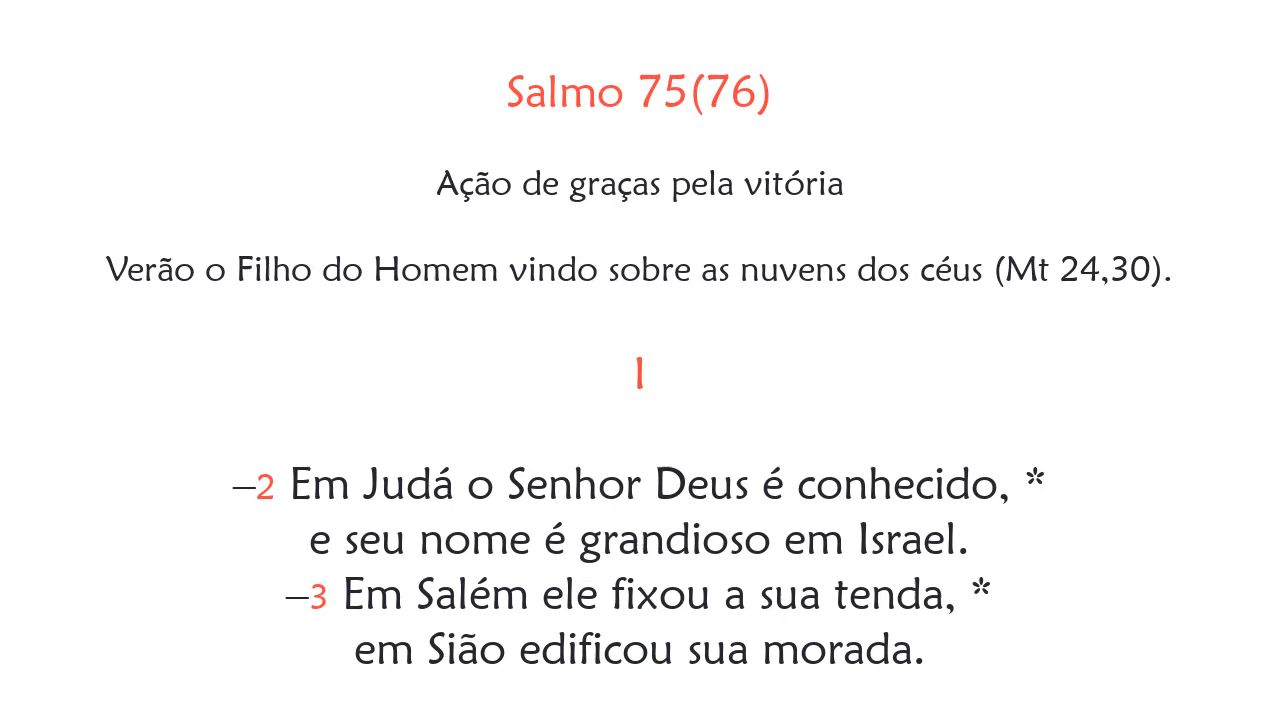 Salmo 75(76)
Ação de graças pela vitória
Verão o Filho do Homem vindo sobre as nuvens dos céus (Mt 24,30).
I
–2 Em Judá o Senhor Deus é conhecido, *
e seu nome é grandioso em Israel.
–3 Em Salém ele fixou a sua tenda, *
em Sião edificou sua morada.